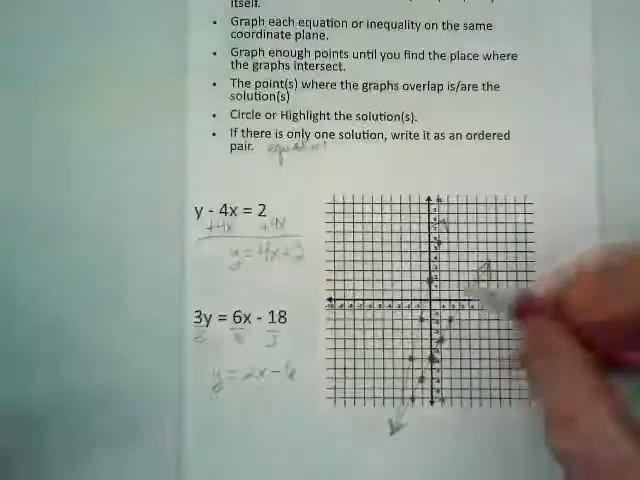 itself.
• Graph each equation or inequality on the same
coordinate plane.
• Graph enough points until you find the place where
the graphs intersect.
• The point(s) where the graphs overlap is/are the
solution(s)
• Circle or Highlight the solution(s).
• If there is only one solution, write it as an ordered
pair.
y - 4x = 2
+4x +4x
y = 4x + 2
3y = 6x - 18
3 3 3
y = 2x - 6